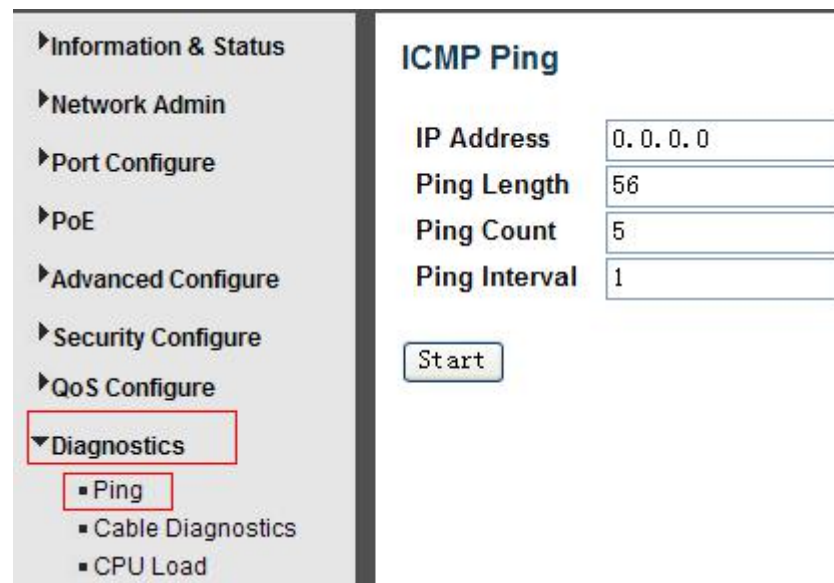 Information & Status
Network Admin
Port Configure
PoE
Advanced Configure
Security Configure
QoS Configure
Diagnostics
Ping
Cable Diagnostics
CPU Load
ICMP Ping
IP Address 0.0.0.0
Ping Length 56
Ping Count 5
Ping Interval 1
Start